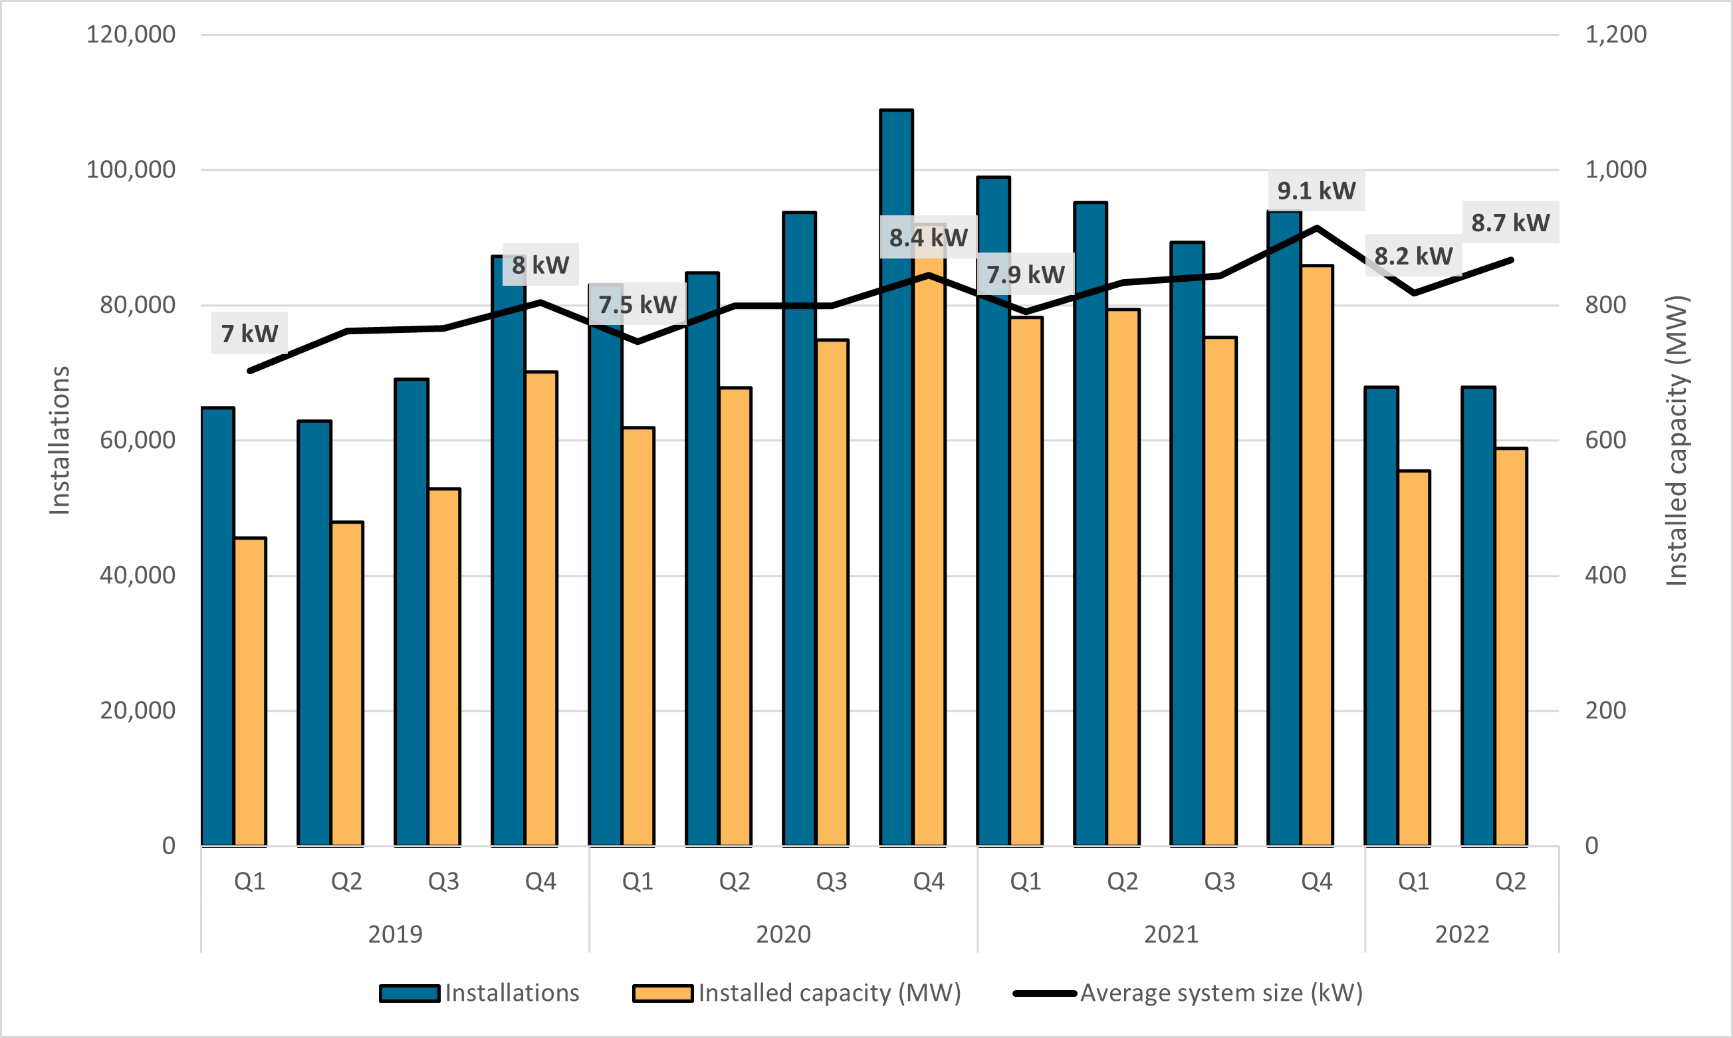 120,000
100,000
80,000
60,000
40,000
20,000
0
Installations
1,200
1,000
800
600
400
200
0
Installed capacity (MW)
7 kW
8 kW
7.5 kW
8.4 kW
7.9 kW
9.1 kW
8.2 kW
8.7 kW
Q1 Q2 Q3 Q4 Q1 Q2 Q3 Q4 Q1 Q2 Q3 Q4 Q1 Q2
2019 2020 2021 2022
Installations Installed capacity (MW) Average system size (kW)